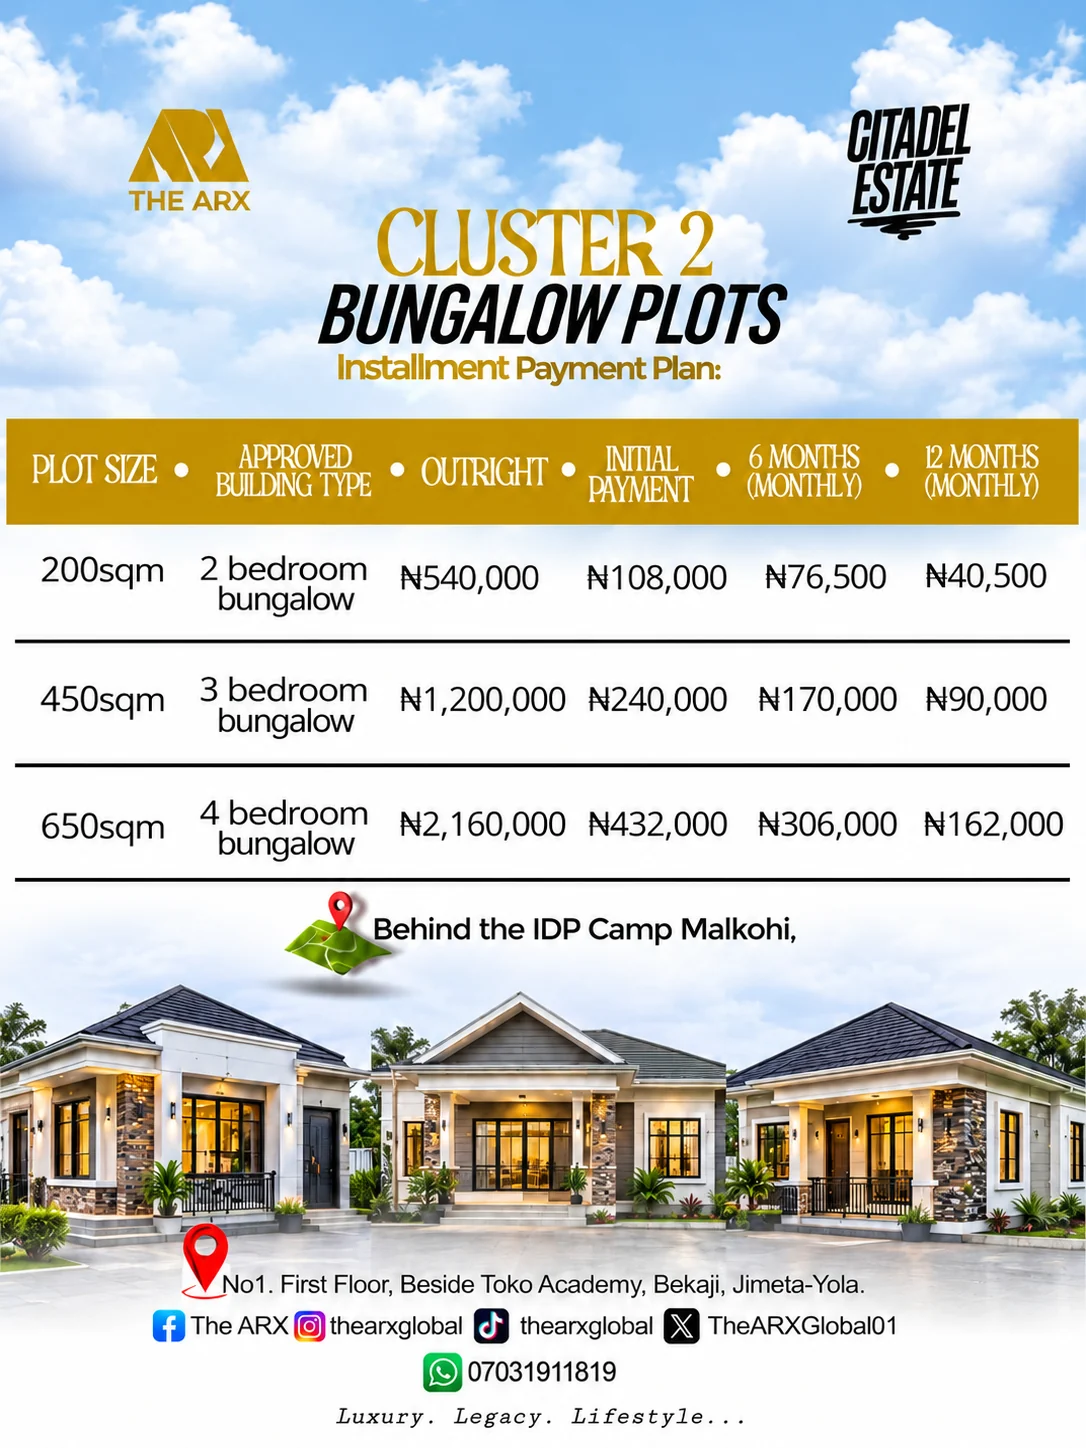 THE ARX
CITADEL
ESTATE
CLUSTER 2
BUNGALOW PLOTS
Installment Payment Plan:
PLOT SIZE • APPROVED BUILDING TYPE • OUTRIGHT • INITIAL PAYMENT • 6 MONTHS (MONTHLY) • 12 MONTHS (MONTHLY)
200sqm 2 bedroom bungalow ₦540,000 ₦108,000 ₦76,500 ₦40,500
450sqm 3 bedroom bungalow ₦1,200,000 ₦240,000 ₦170,000 ₦90,000
650sqm 4 bedroom bungalow ₦2,160,000 ₦432,000 ₦306,000 ₦162,000
Behind the IDP Camp Malkohi,
No1. First Floor, Beside Toko Academy, Bekaji, Jimeta-Yola.
The ARX thearxglobal thearxglobal TheARXGlobal01
07031911819
Luxury. Legacy. Lifestyle...